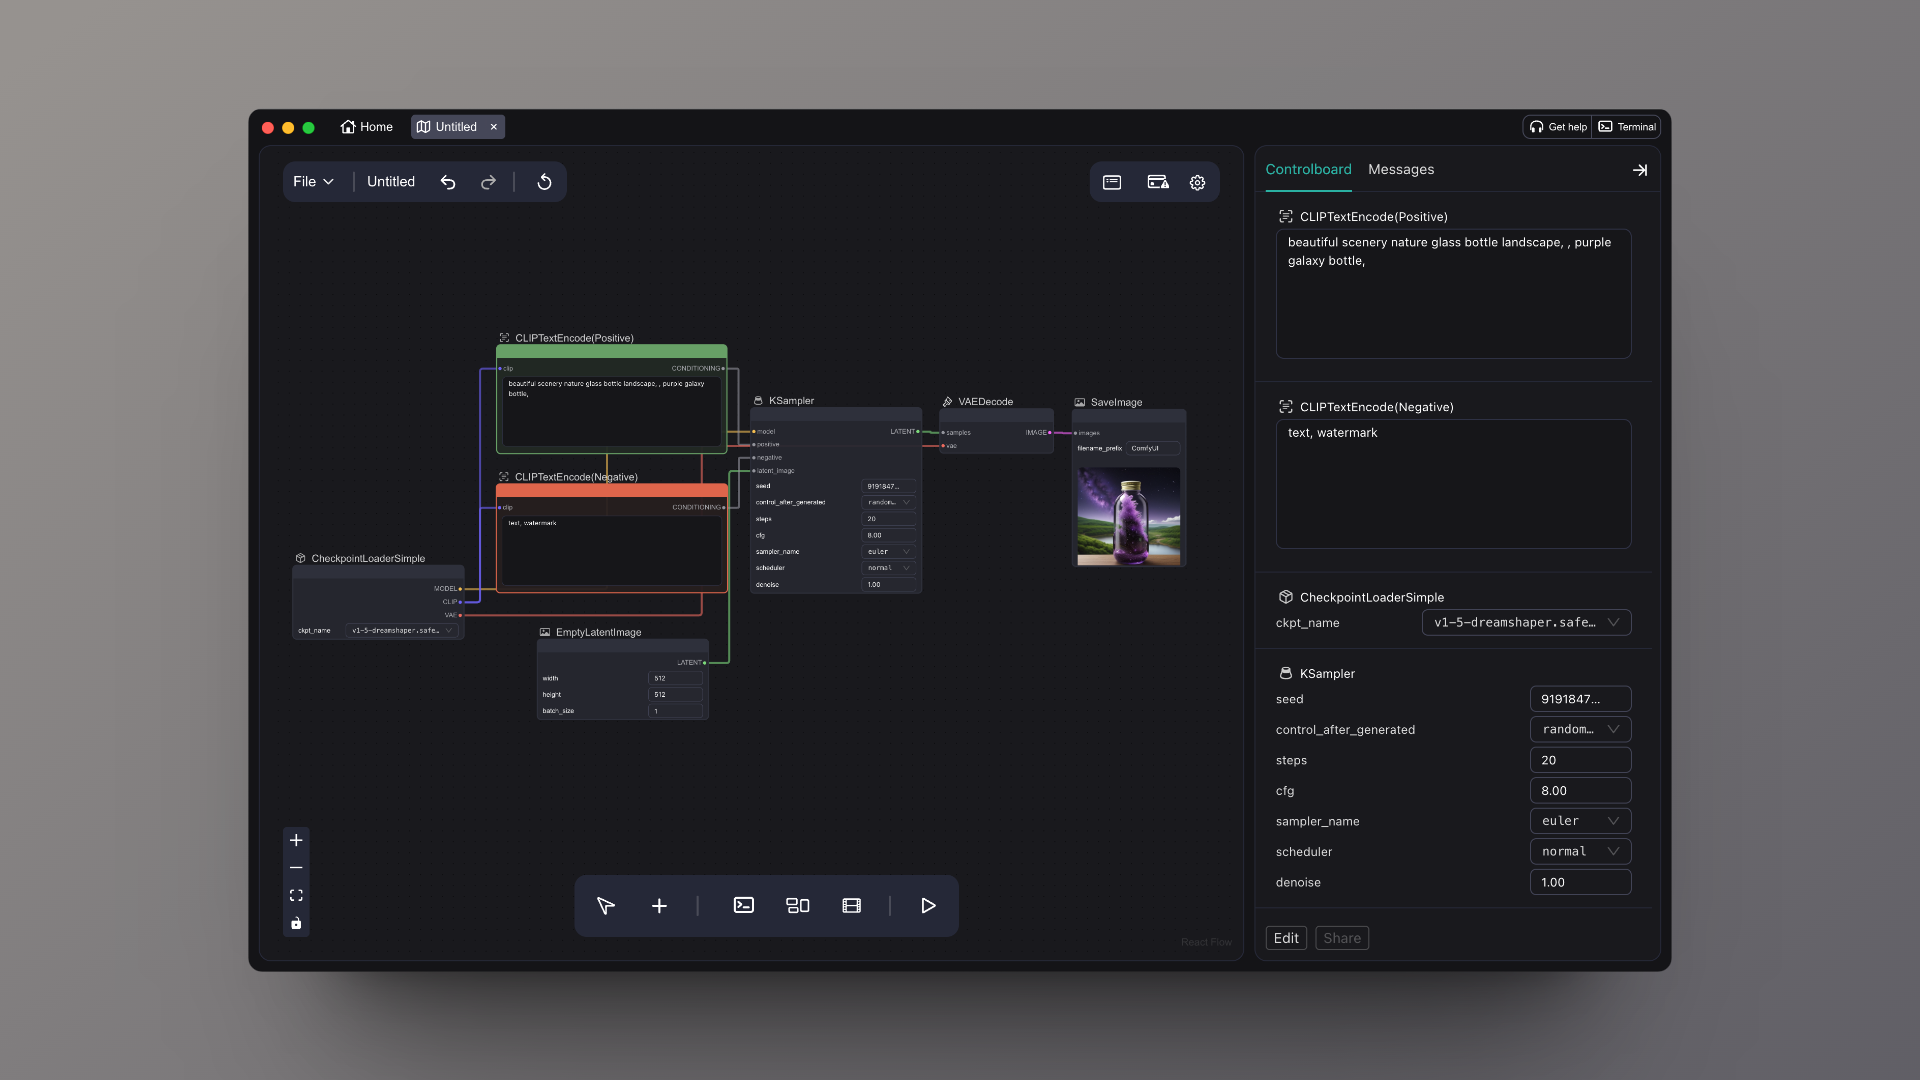 Home
Untitled
Get help
Terminal
File
Untitled
CLIPTextEncode(Positive)
clip
CONDITIONING
beautiful scenery nature glass bottle landscape, , purple galaxy
bottle,
CLIPTextEncode(Negative)
clip
CONDITIONING
text, watermark
CheckpointLoaderSimple
MODEL
CLIP
VAE
ckpt_name
v1-5-dreamshaper.safe…
EmptyLatentImage
LATENT
width
512
height
512
batch_size
1
KSampler
model
LATENT
positive
negative
latent_image
seed
9191847...
control_after_generated
random…
steps
20
cfg
8.00
sampler_name
euler
scheduler
normal
denoise
1.00
VAEDecode
samples
IMAGE
vae
SaveImage
images
filename_prefix
ComfyUI
React Flow
Controlboard
Messages
CLIPTextEncode(Positive)
beautiful scenery nature glass bottle landscape, , purple
galaxy bottle,
CLIPTextEncode(Negative)
text, watermark
CheckpointLoaderSimple
ckpt_name
v1-5-dreamshaper.safe…
KSampler
seed
9191847...
control_after_generated
random…
steps
20
cfg
8.00
sampler_name
euler
scheduler
normal
denoise
1.00
Edit
Share